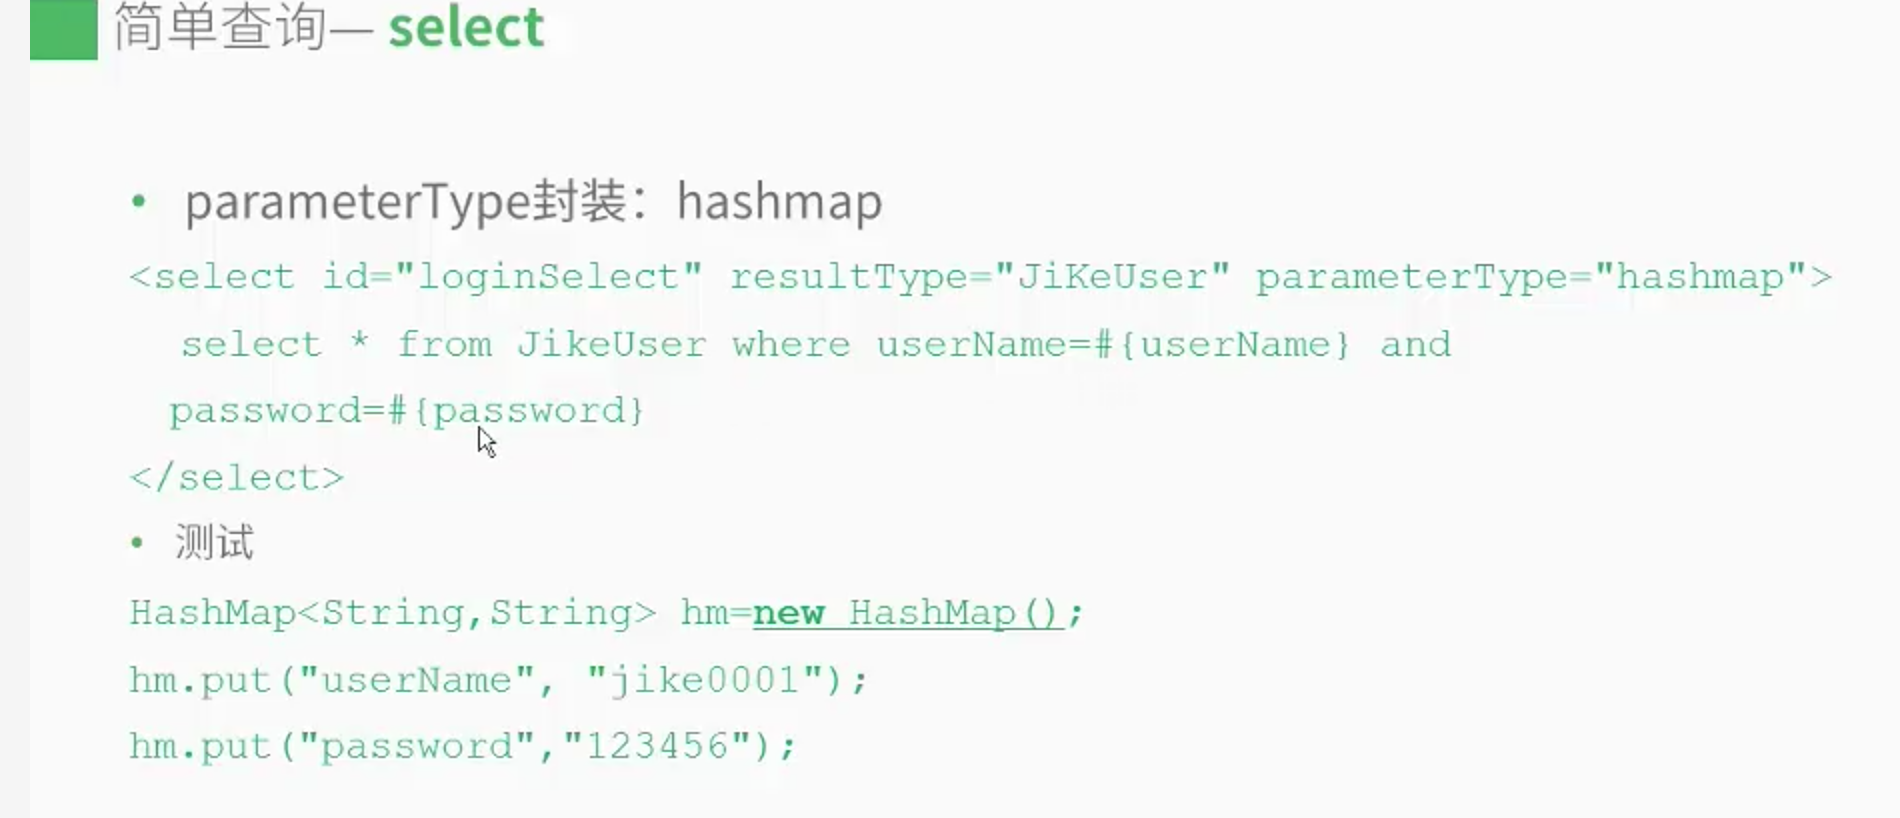 简单查询— select
• parameterType封装：hashmap
<select id="loginSelect" resultType="JiKeUser" parameterType="hashmap">
select * from JikeUser where userName=#{userName} and
password=#{password}
</select>
• 测试
HashMap<String,String> hm=new HashMap();
hm.put("userName", "jike0001");
hm.put("password","123456");